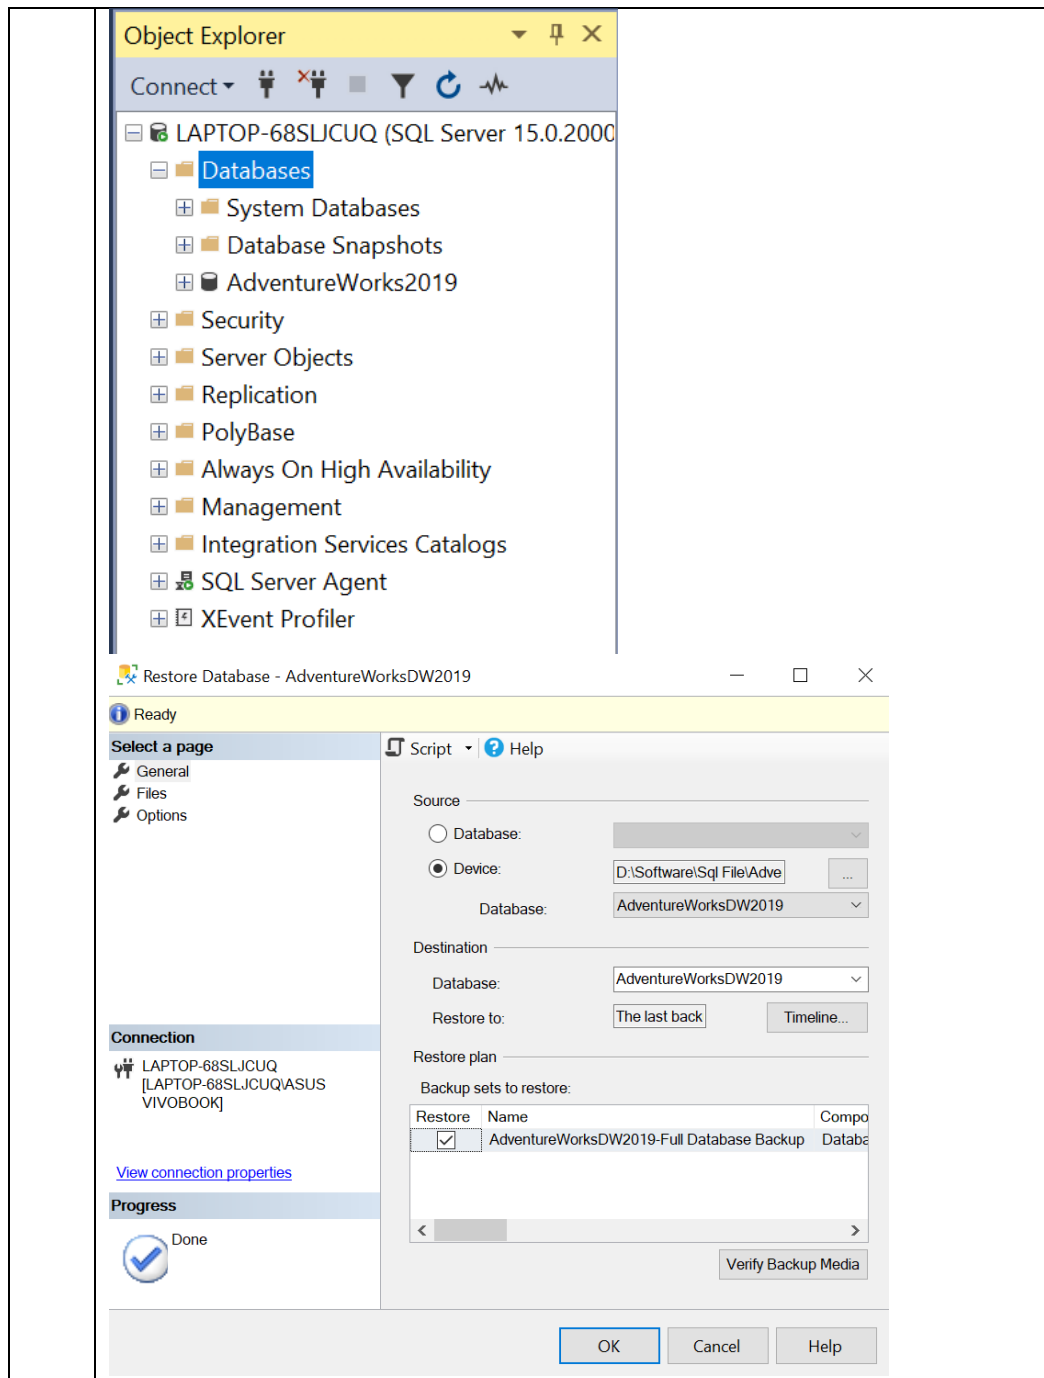 Object Explorer
Connect
LAPTOP-68SLJCUQ (SQL Server 15.0.2000
Databases
System Databases
Database Snapshots
AdventureWorks2019
Security
Server Objects
Replication
PolyBase
Always On High Availability
Management
Integration Services Catalogs
SQL Server Agent
XEvent Profiler
Restore Database - AdventureWorksDW2019
Ready
Select a page
General
Files
Options
Script
Help
Source
Database:
Device:
D:\Software\Sql File\Adve
...
Database:
AdventureWorksDW2019
Destination
Database:
AdventureWorksDW2019
Restore to:
The last back
Timeline...
Restore plan
Backup sets to restore:
Restore Name Compo
AdventureWorksDW2019-Full Database Backup Databa
Verify Backup Media
Connection
LAPTOP-68SLJCUQ
[LAPTOP-68SLJCUQ\ASUS
VIVOBOOK]
View connection properties
Progress
Done
OK
Cancel
Help